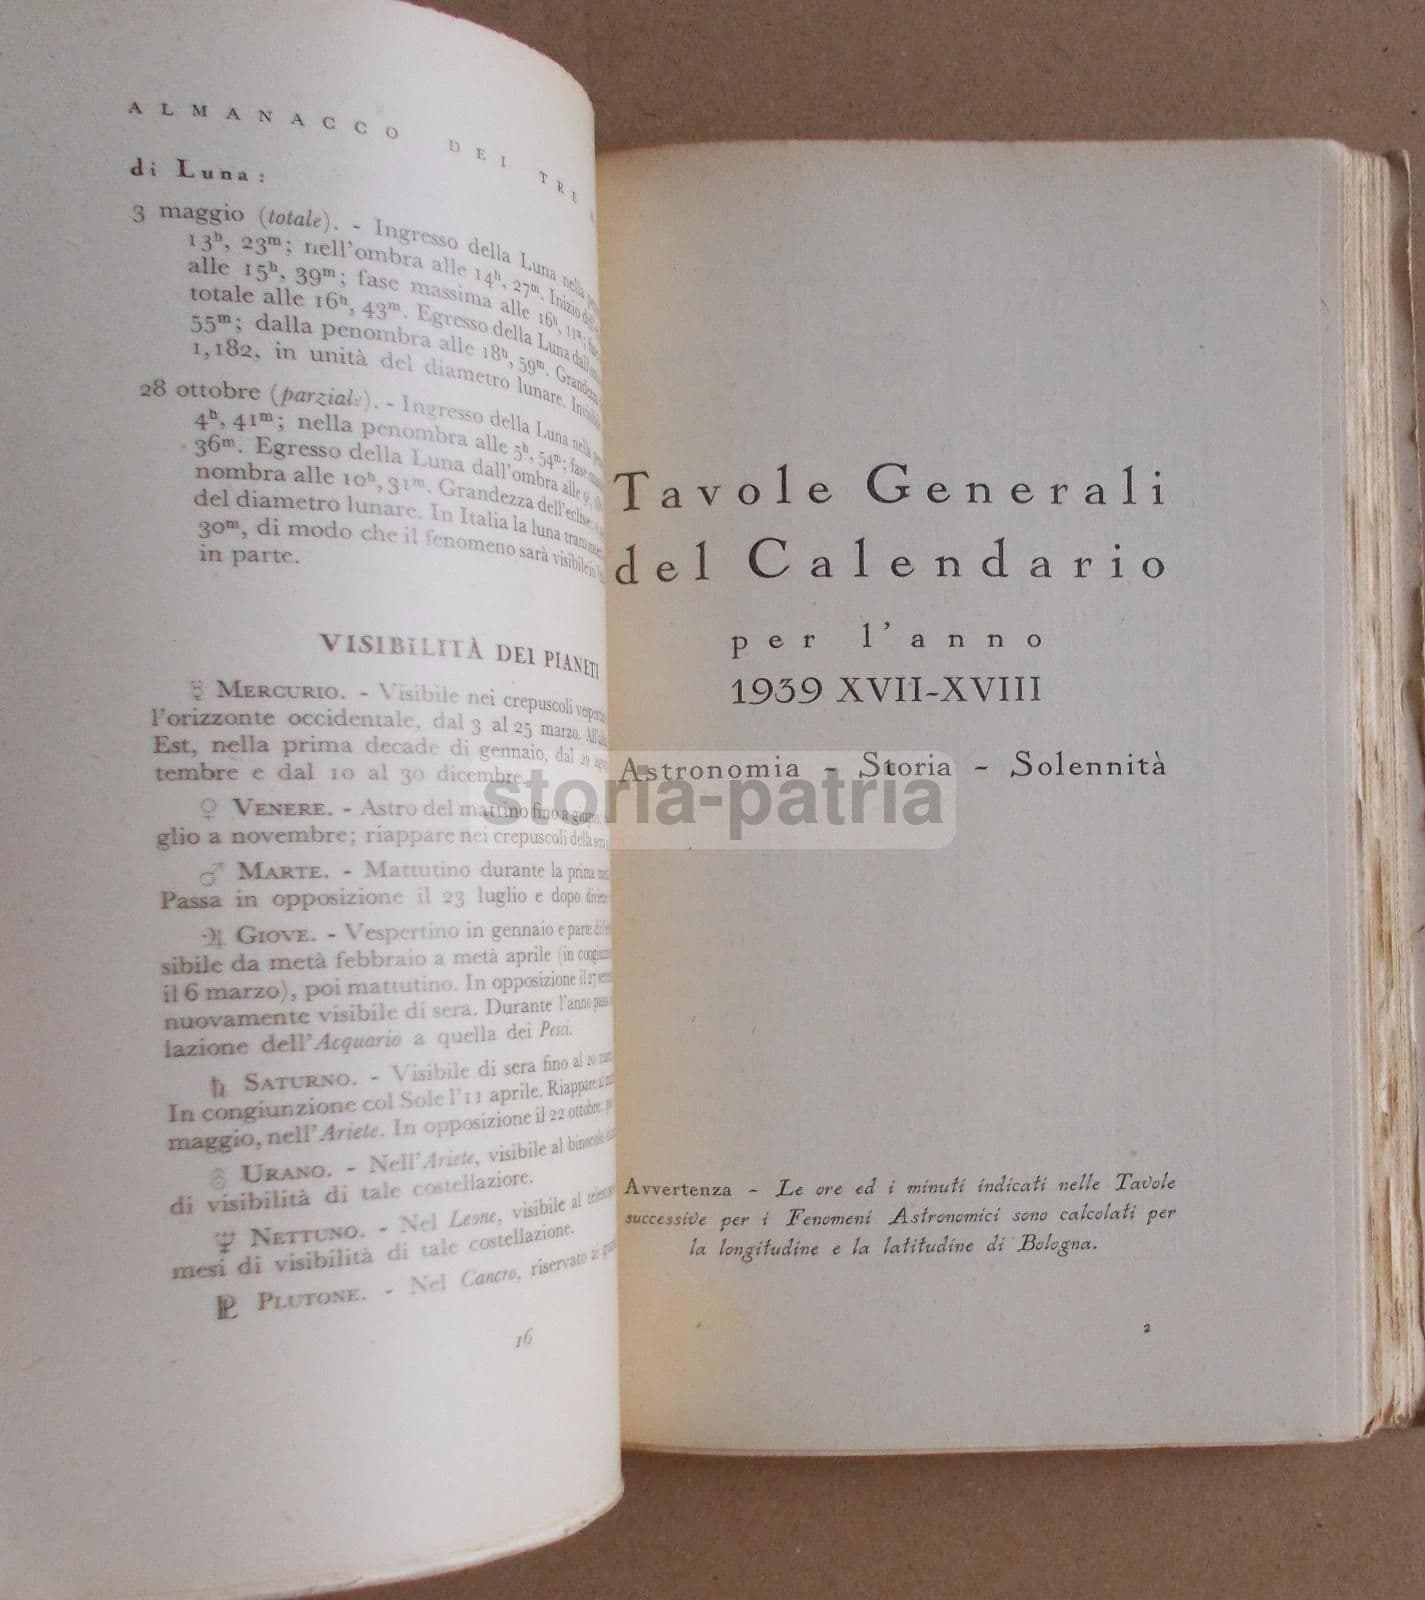 ALMANACCO DEI TRE
di Luna:
3 maggio (totale). - Ingresso della Luna nella
13h, 23m; nell'ombra alle 14h, 27m. Inizio
alle 15h, 39m; fase massima alle 16h, 11m;
totale alle 16h, 43m. Egresso della Luna
55m; dalla penombra alle 18h, 59m.
1,182, in unità del diametro lunare.
28 ottobre (parziale). - Ingresso della Luna nella
4h, 41m; nella penombra alle 5h, 54m;
36m. Egresso della Luna dall'ombra alle
nombra alle 10h, 31m. Grandezza
del diametro lunare. In Italia la luna
30m, di modo che il fenomeno sarà visibile in
in parte.
VISIBILITÀ DEI PIANETI
☿ MERCURIO. - Visibile nei crepuscoli
l'orizzonte occidentale, dal 3 al 25 marzo.
Est, nella prima decade di gennaio, dal
tembre e dal 10 al 30 dicembre
♀ VENERE. - Astro del mattino fino a
glio a novembre; riappare nei crepuscoli della
♂ MARTE. - Mattutino durante la prima
Passa in opposizione il 23 luglio e dopo
♃ GIOVE. - Vespertino in gennaio e parte di
sibile da metà febbraio a metà aprile (in
il 6 marzo), poi mattutino. In opposizione il 27
nuovamente visibile di sera. Durante l'anno
lazione dell'Acquario a quella dei Pesci.
♄ SATURNO. - Visibile di sera fino al
In congiunzione col Sole l'11 aprile. Riappare
maggio, nell'Ariete. In opposizione il 22 ottobre;
URANO. - Nell'Ariete, visibile al binocolo
di visibilità di tale costellazione.
♆ NETTUNO. - Nel Leone, visibile al
mesi di visibilità di tale costellazione.
♇ PLUTONE. - Nel Cancro, riservato ai
16
Tavole Generali
del Calendario
per l'anno
1939 XVII-XVIII
Astronomia - Storia - Solennità
storia-patria
Avvertenza - Le ore ed i minuti indicati nelle Tavole
successive per i Fenomeni Astronomici sono calcolati per
la longitudine e la latitudine di Bologna.
2